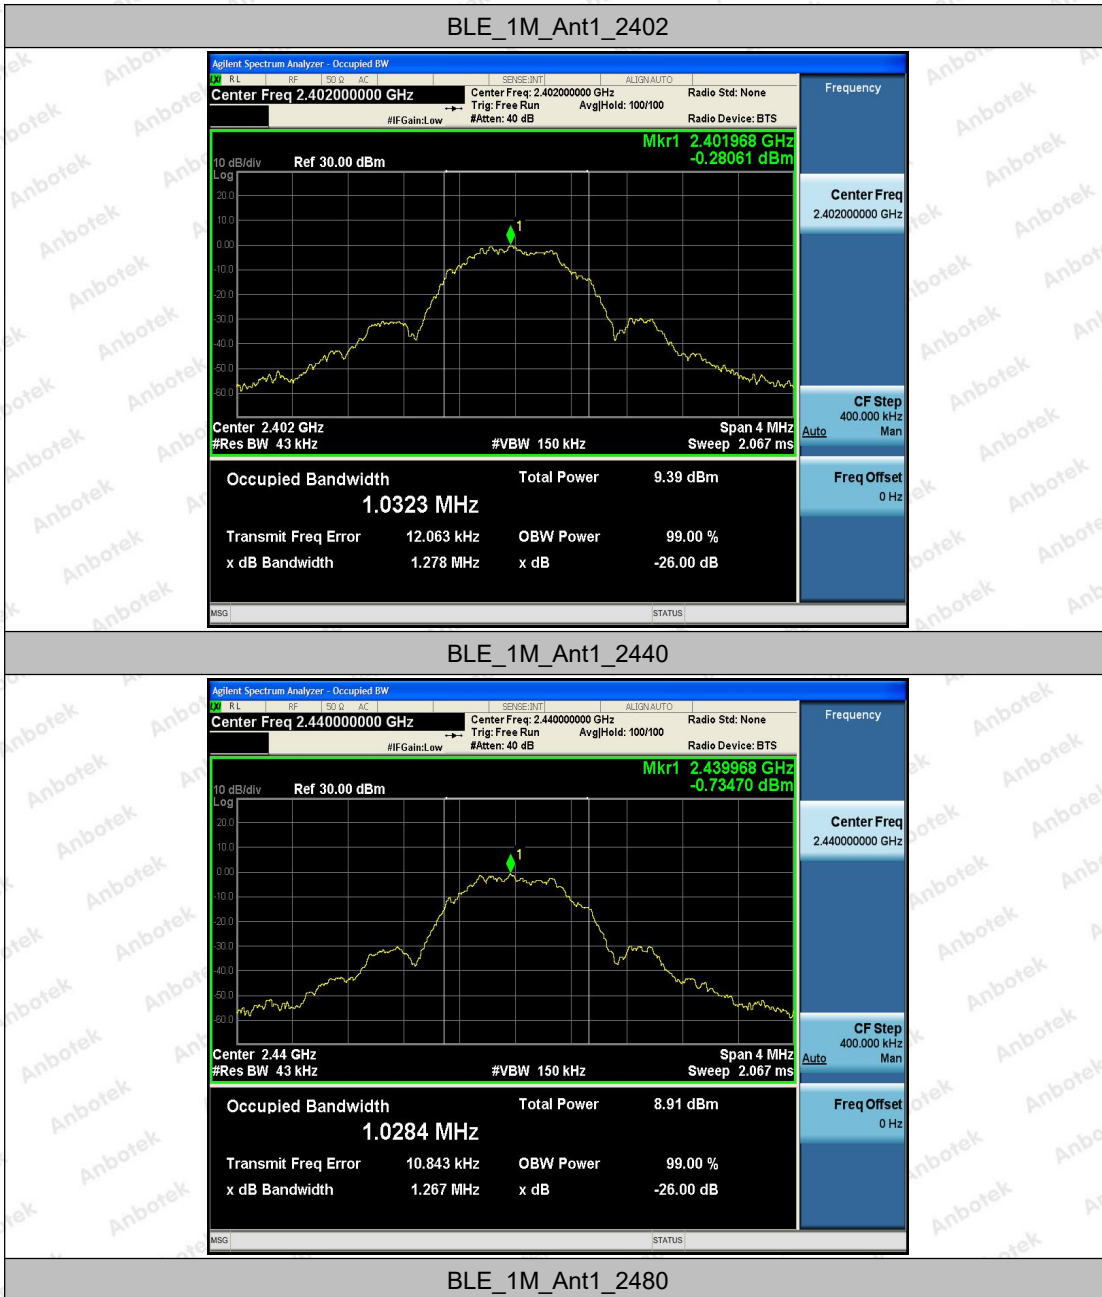 BLE_1M_Ant1_2402
Agilent Spectrum Analyzer - Occupied BW
LXI RL RF 50 Ω AC SENSE:INT ALIGN AUTO
Center Freq 2.402000000 GHz
Center Freq: 2.402000000 GHz
Radio Std: None
Trig: Free Run Avg|Hold: 100/100
#IFGain:Low #Atten: 40 dB Radio Device: BTS
Mkr1 2.401968 GHz
-0.28061 dBm
10 dB/div Ref 30.00 dBm
Log
20.0
10.0
0.00
-10.0
-20.0
-30.0
-40.0
-50.0
-60.0
1
Center 2.402 GHz Span 4 MHz
#Res BW 43 kHz #VBW 150 kHz Sweep 2.067 ms
Occupied Bandwidth Total Power 9.39 dBm
1.0323 MHz
Transmit Freq Error 12.063 kHz OBW Power 99.00 %
x dB Bandwidth 1.278 MHz x dB -26.00 dB
MSG STATUS
Frequency
Center Freq
2.402000000 GHz
CF Step
400.000 kHz
Auto Man
Freq Offset
0 Hz
BLE_1M_Ant1_2440
Agilent Spectrum Analyzer - Occupied BW
LXI RL RF 50 Ω AC SENSE:INT ALIGN AUTO
Center Freq 2.440000000 GHz
Center Freq: 2.440000000 GHz
Radio Std: None
Trig: Free Run Avg|Hold: 100/100
#IFGain:Low #Atten: 40 dB Radio Device: BTS
Mkr1 2.439968 GHz
-0.73470 dBm
10 dB/div Ref 30.00 dBm
Log
20.0
10.0
0.00
-10.0
-20.0
-30.0
-40.0
-50.0
-60.0
1
Center 2.44 GHz Span 4 MHz
#Res BW 43 kHz #VBW 150 kHz Sweep 2.067 ms
Occupied Bandwidth Total Power 8.91 dBm
1.0284 MHz
Transmit Freq Error 10.843 kHz OBW Power 99.00 %
x dB Bandwidth 1.267 MHz x dB -26.00 dB
MSG STATUS
Frequency
Center Freq
2.440000000 GHz
CF Step
400.000 kHz
Auto Man
Freq Offset
0 Hz
BLE_1M_Ant1_2480
Anbotek